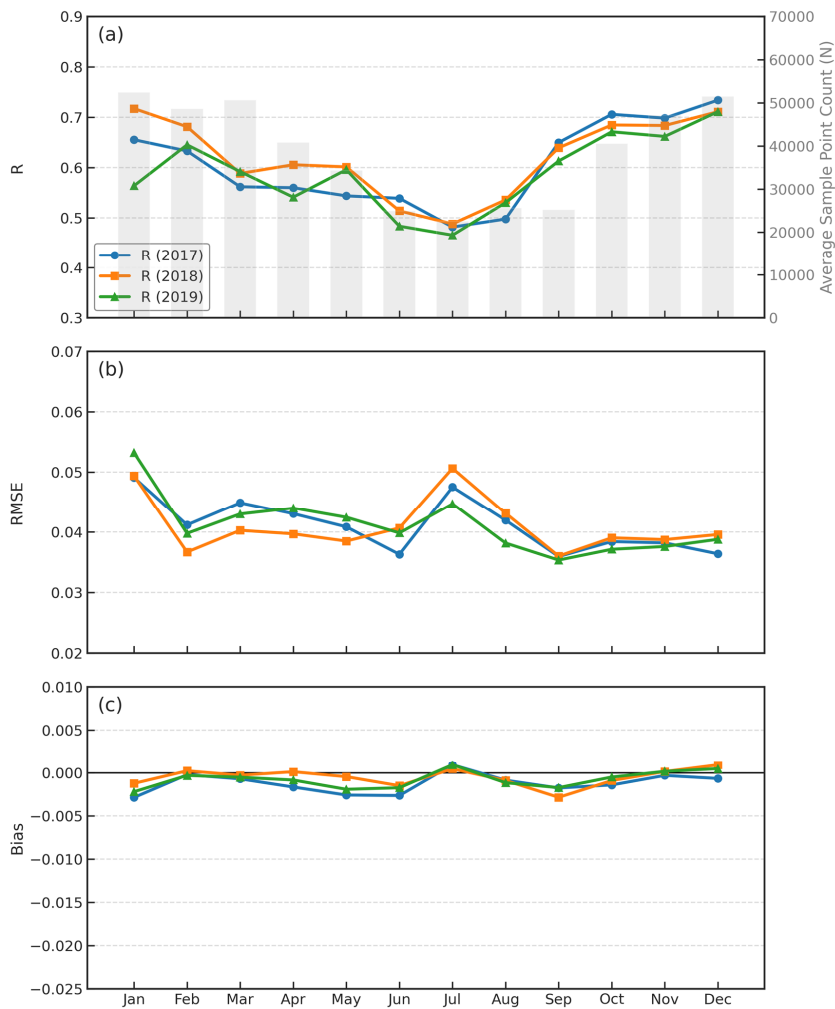 (a)
0.9
0.8
0.7
0.6
0.5
0.4
0.3
R
70000
60000
50000
40000
30000
20000
10000
0
Average Sample Point Count (N)
R (2017)
R (2018)
R (2019)
(b)
0.07
0.06
0.05
0.04
0.03
0.02
RMSE
(c)
0.010
0.005
0.000
−0.005
−0.010
−0.015
−0.020
−0.025
Bias
Jan Feb Mar Apr May Jun Jul Aug Sep Oct Nov Dec